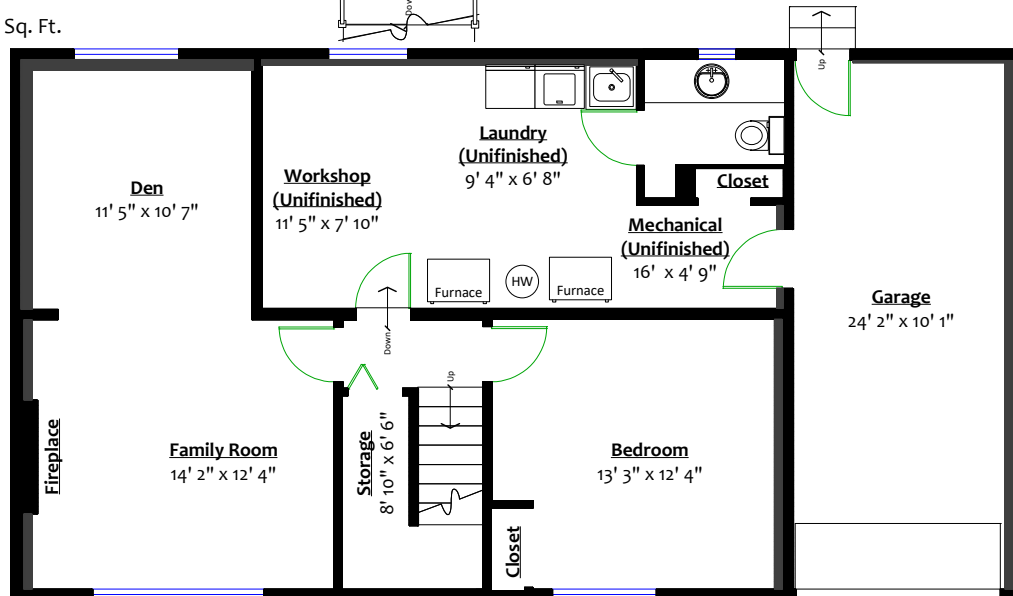 Sq. Ft.
Down
Up
Den
11' 5" x 10' 7"
Workshop
(Unifinished)
11' 5" x 7' 10"
Laundry
(Unifinished)
9' 4" x 6' 8"
Closet
Mechanical
(Unifinished)
16' x 4' 9"
Furnace
HW
Furnace
Garage
24' 2" x 10' 1"
Down
Up
Fireplace
Family Room
14' 2" x 12' 4"
Storage
8' 10" x 6' 6"
Bedroom
13' 3" x 12' 4"
Closet